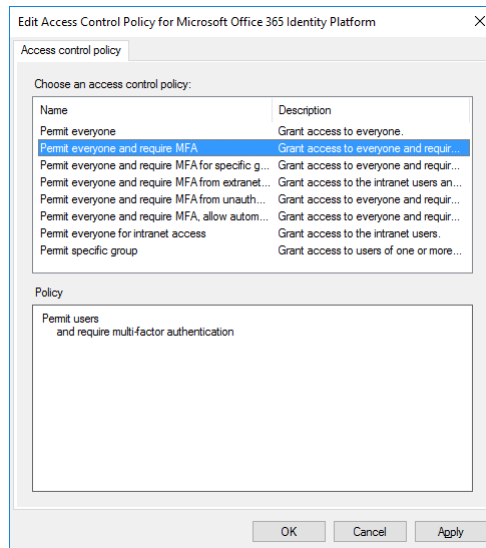 Edit Access Control Policy for Microsoft Office 365 Identity Platform
Access control policy
Choose an access control policy:
Name Description
Permit everyone Grant access to everyone.
Permit everyone and require MFA Grant access to everyone and requir...
Permit everyone and require MFA for specific g... Grant access to everyone and requir...
Permit everyone and require MFA from extranet... Grant access to the intranet users an...
Permit everyone and require MFA from unauth... Grant access to everyone and requir...
Permit everyone and require MFA, allow autom... Grant access to everyone and requir...
Permit everyone for intranet access Grant access to the intranet users.
Permit specific group Grant access to users of one or more...
Policy
Permit users
and require multi-factor authentication
OK Cancel Apply